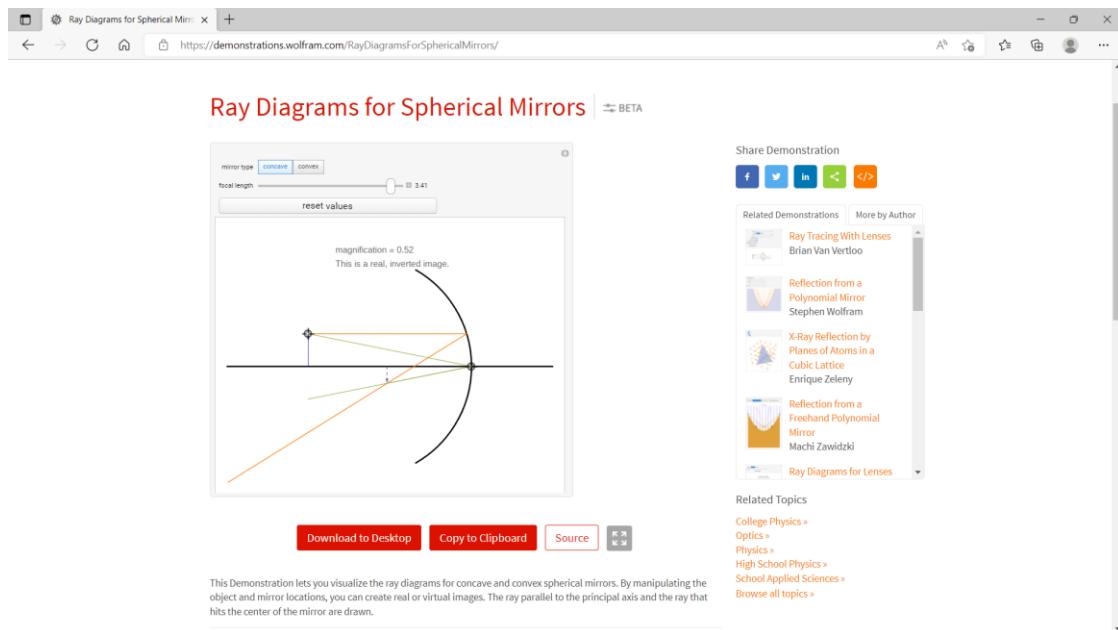 Ray Diagrams for Spherical Mirr
https://demonstrations.wolfram.com/RayDiagramsForSphericalMirrors/
Ray Diagrams for Spherical Mirrors
BETA
mirror type concave convex
focal length 3.41
reset values
magnification = 0.52
This is a real, inverted image.
Download to Desktop Copy to Clipboard Source
This Demonstration lets you visualize the ray diagrams for concave and convex spherical mirrors. By manipulating the
object and mirror locations, you can create real or virtual images. The ray parallel to the principal axis and the ray that
hits the center of the mirror are drawn.
Share Demonstration
Related Demonstrations More by Author
Ray Tracing With Lenses
Brian Van Vertloo
Reflection from a
Polynomial Mirror
Stephen Wolfram
X-Ray Reflection by
Planes of Atoms in a
Cubic Lattice
Enrique Zeleny
Reflection from a
Freehand Polynomial
Mirror
Machi Zawidzki
Ray Diagrams for Lenses
Related Topics
College Physics »
Optics »
Physics »
High School Physics »
School Applied Sciences »
Browse all topics »